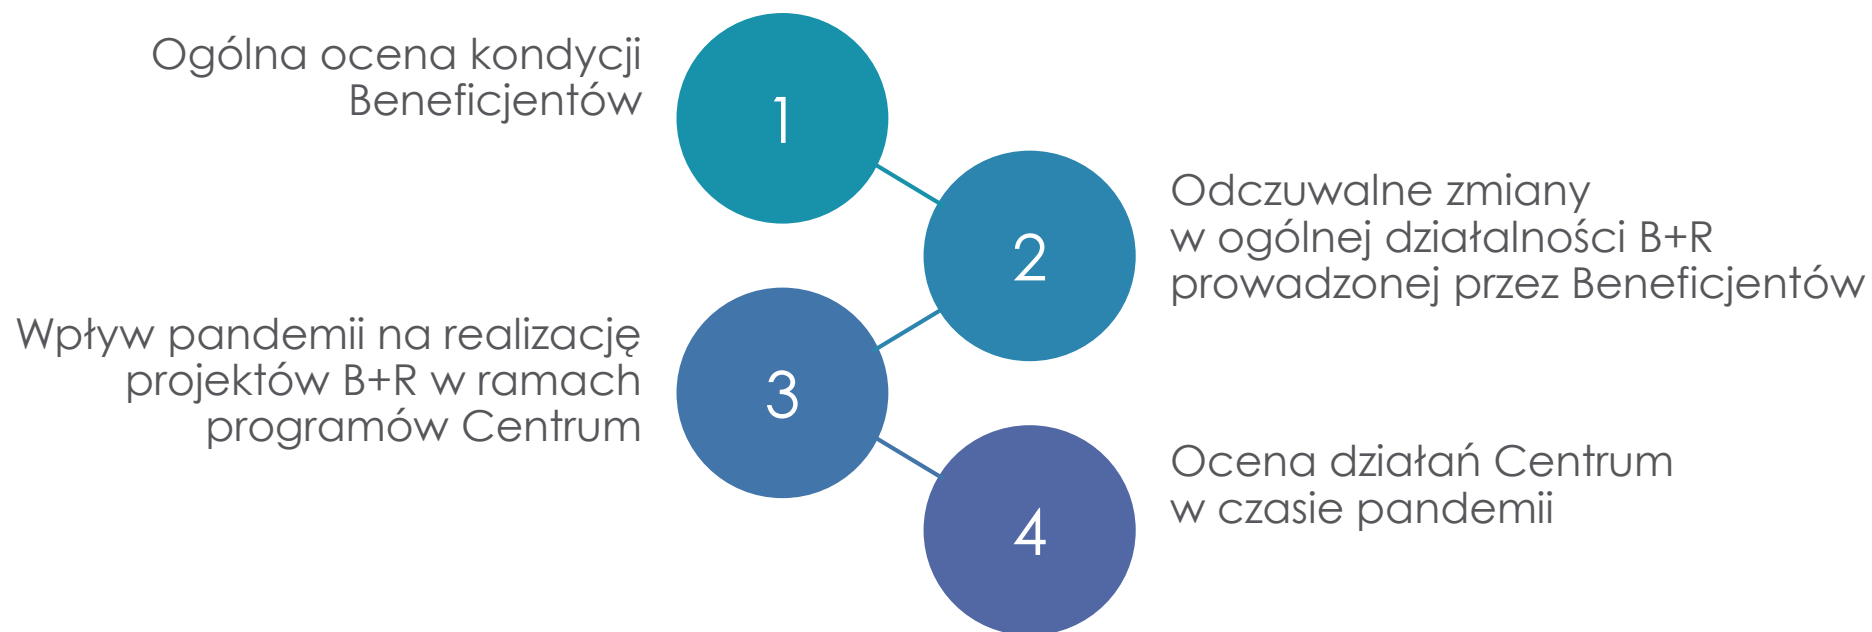 Ogólna ocena kondycji
Beneficjentów
1
2
Odczuwalne zmiany
w ogólnej działalności B+R
prowadzonej przez Beneficjentów
Wpływ pandemii na realizację
projektów B+R w ramach
programów Centrum
3
4
Ocena działań Centrum
w czasie pandemii